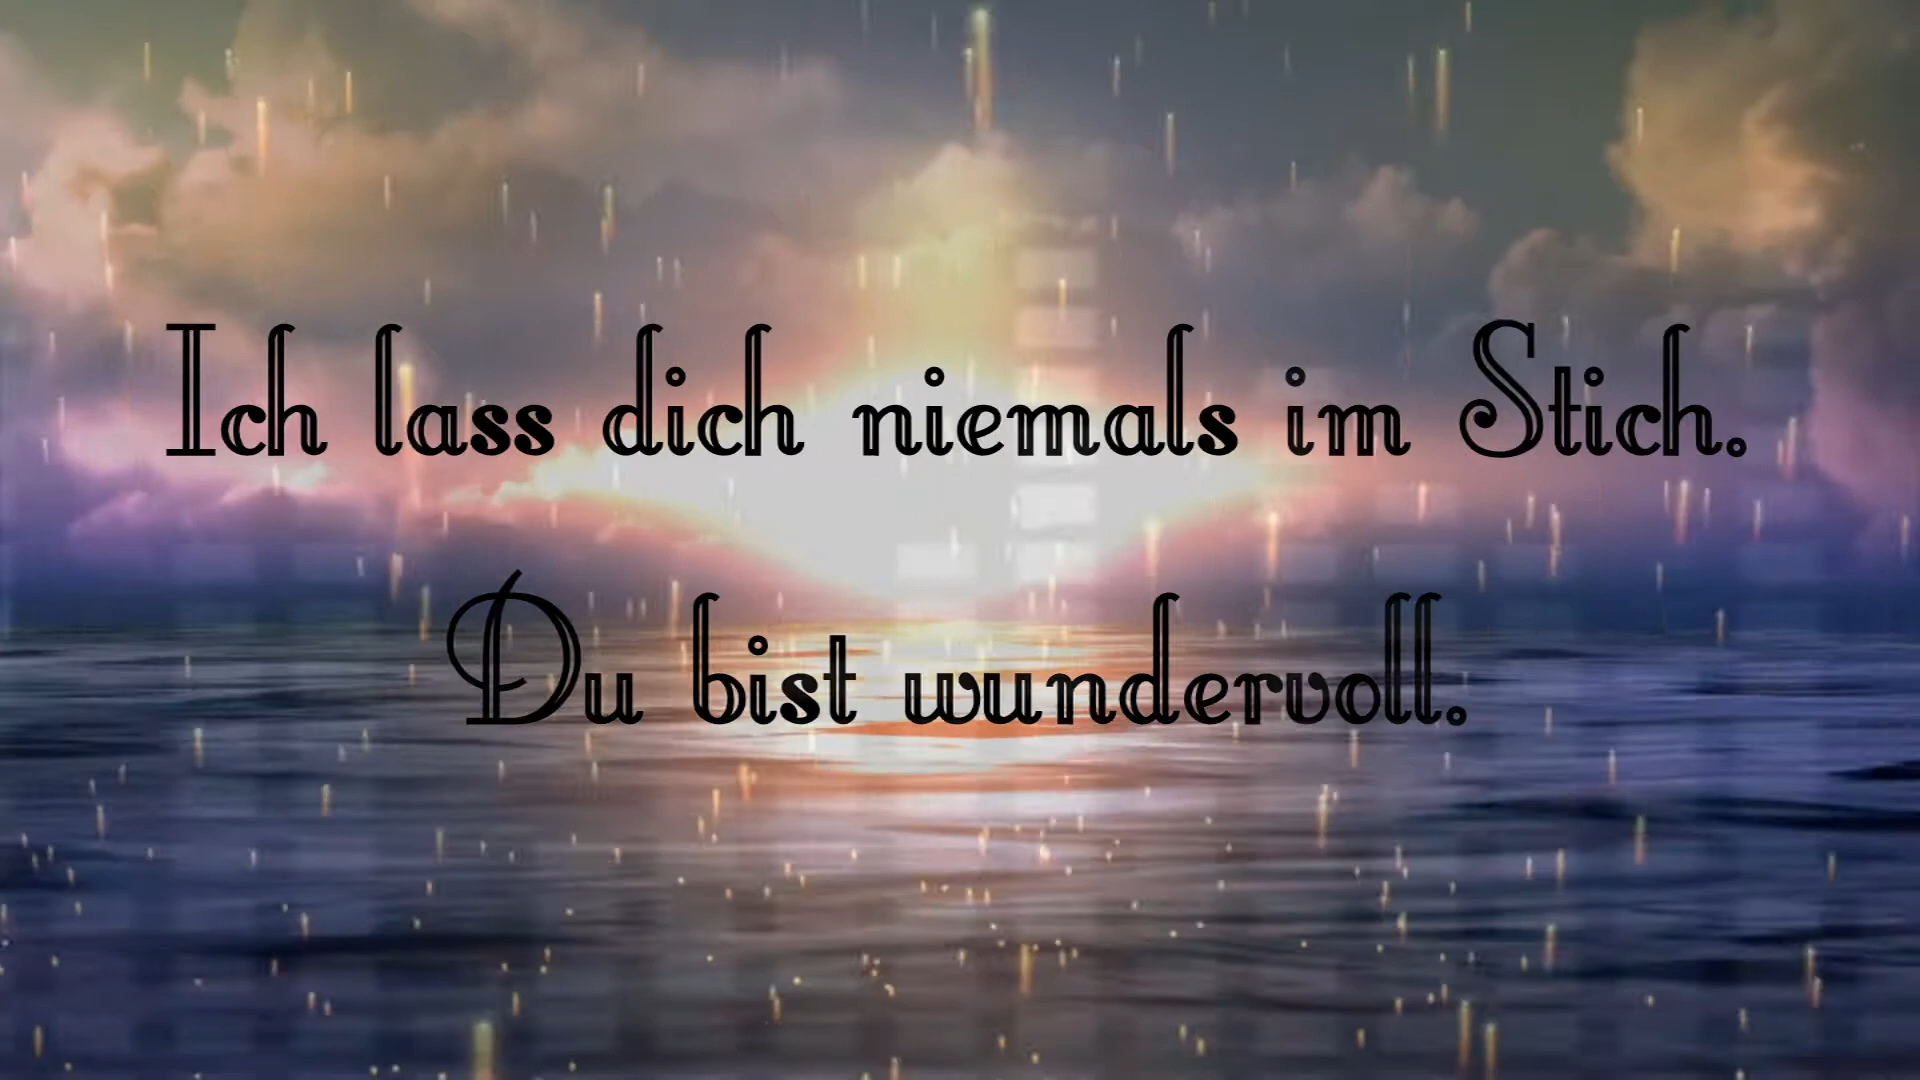 Ich lass dich niemals im Stich.
Du bist wundervoll.